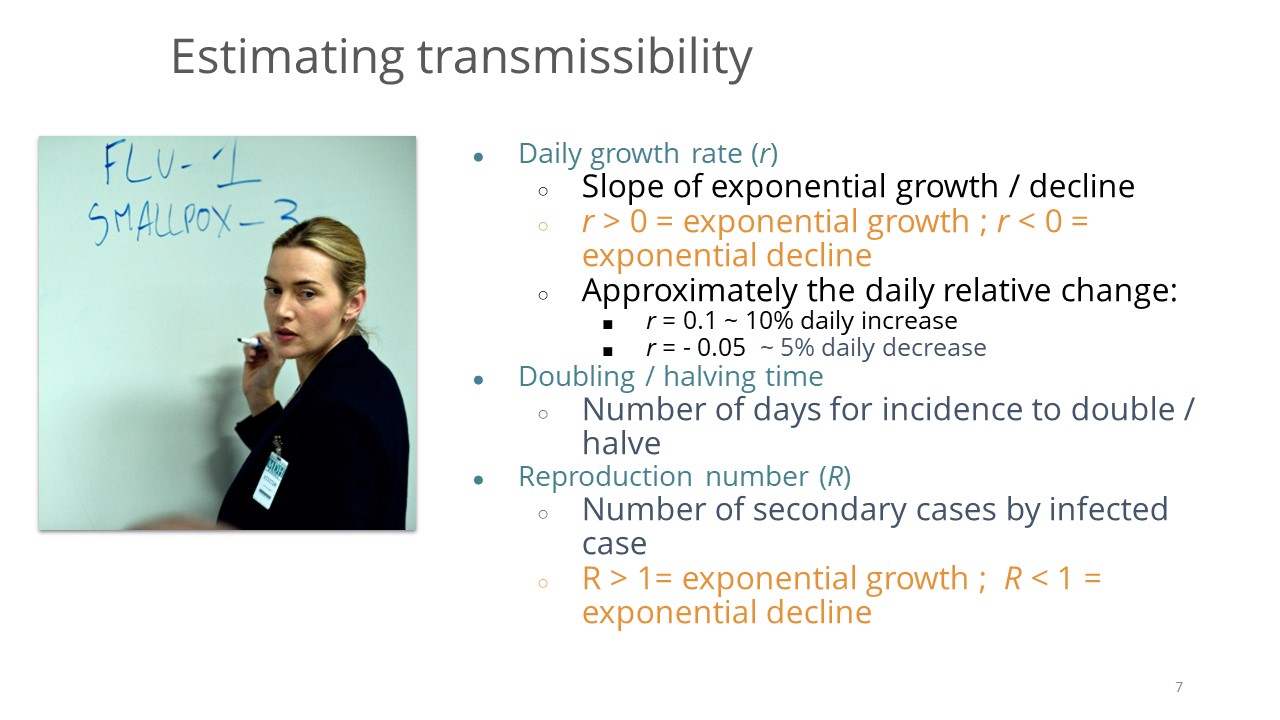 Estimating transmissibility
FLU- 1
SMALLPOX - 3
● Daily growth rate (r)
○ Slope of exponential growth / decline
○ r > 0 = exponential growth ; r < 0 =
exponential decline
○ Approximately the daily relative change:
■ r = 0.1 ~ 10% daily increase
■ r = - 0.05 ~ 5% daily decrease
● Doubling / halving time
○ Number of days for incidence to double /
halve
● Reproduction number (R)
○ Number of secondary cases by infected
case
○ R > 1= exponential growth ; R < 1 =
exponential decline
7